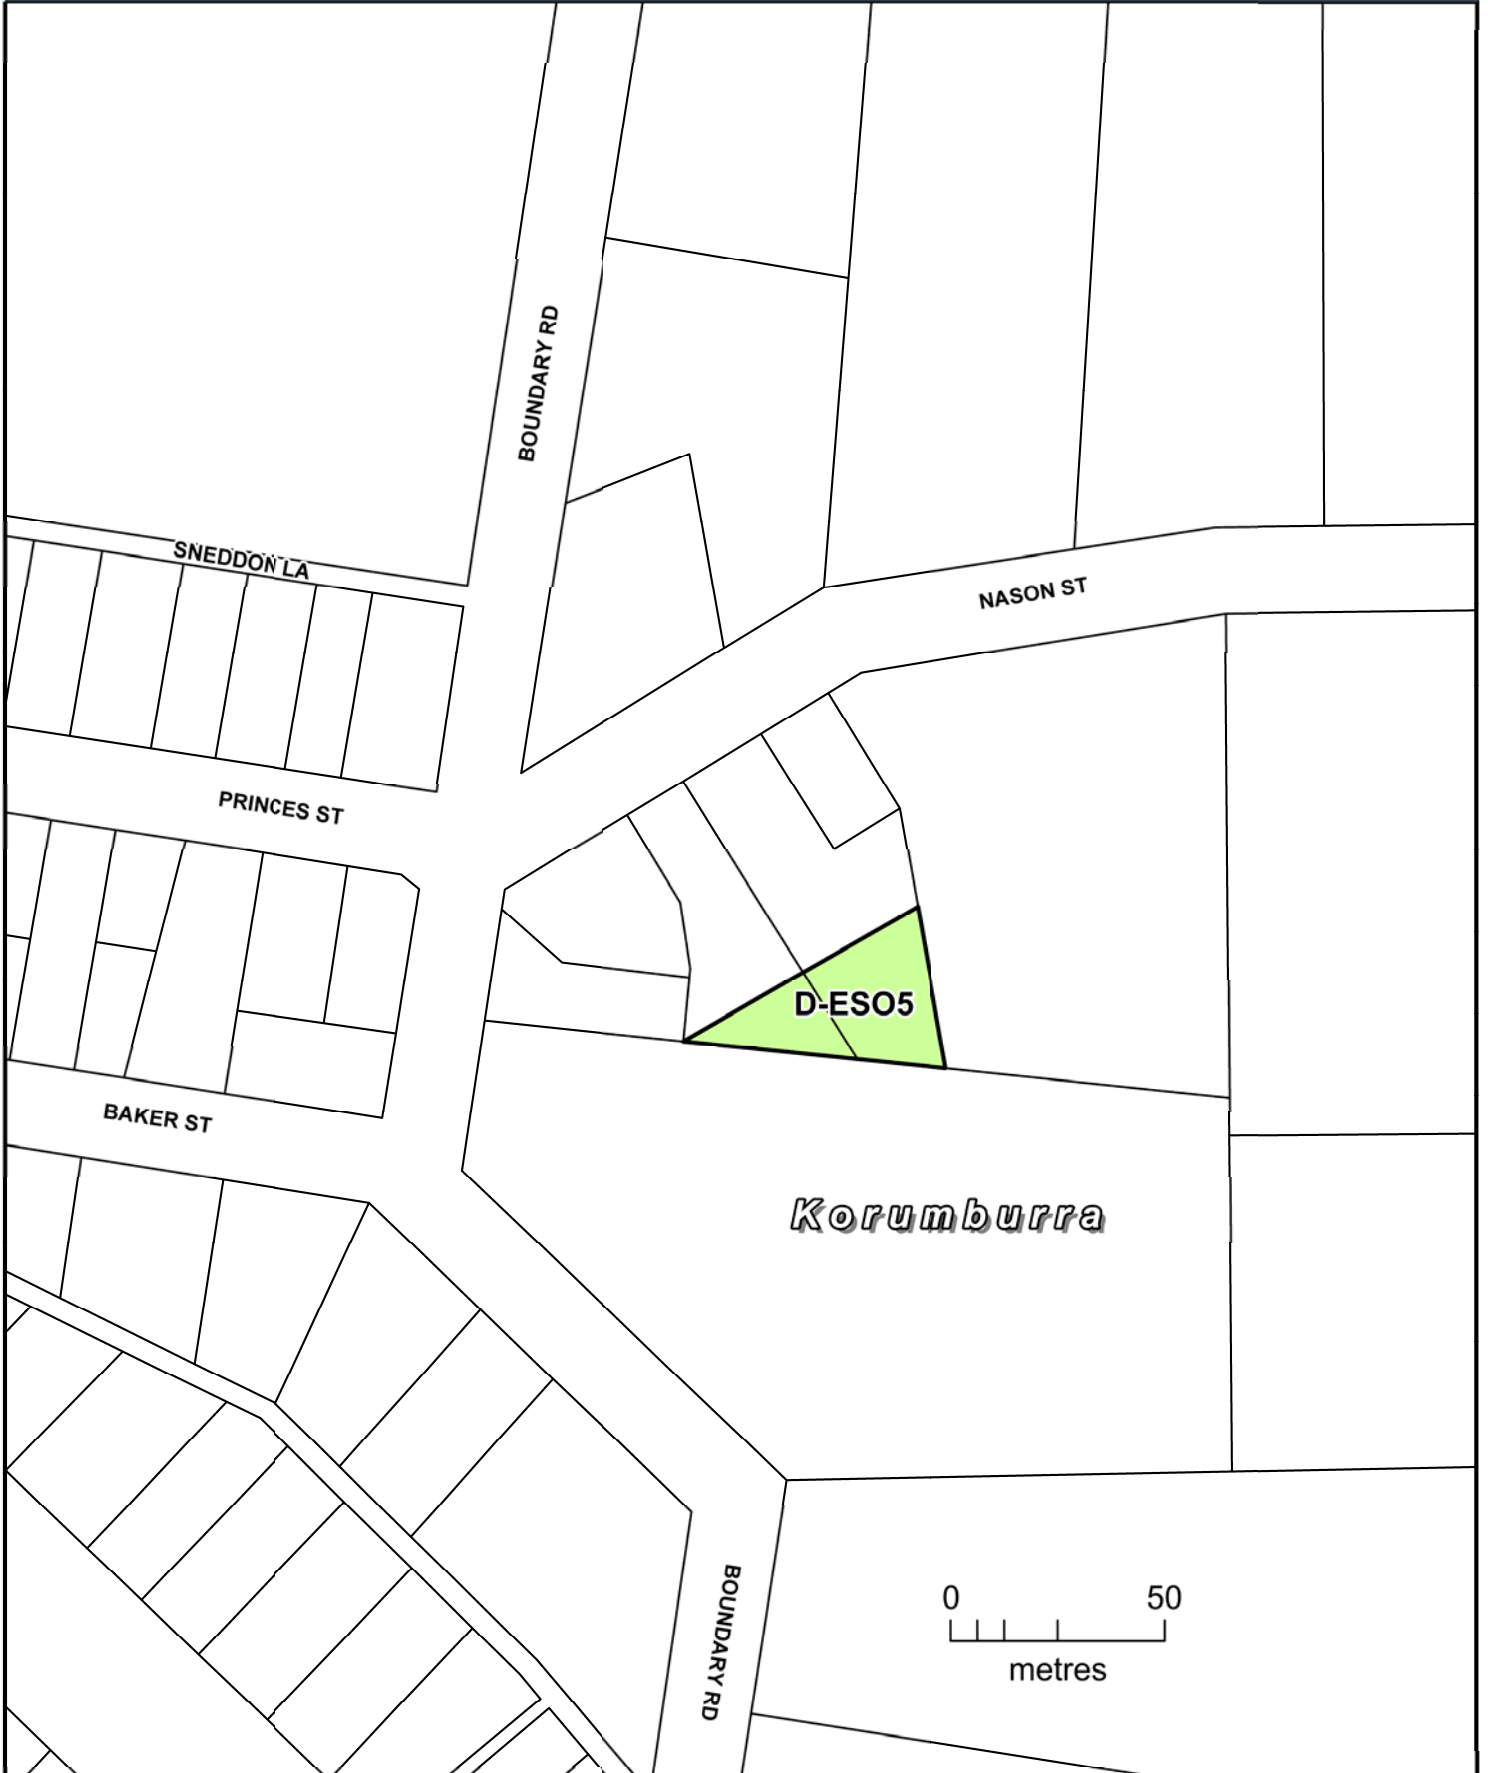 BOUNDARY RD
SNEDDON LA
NASON ST
PRINCES ST
D-ESO5
BAKER ST
Korumburra
BOUNDARY RD
0 50
metres